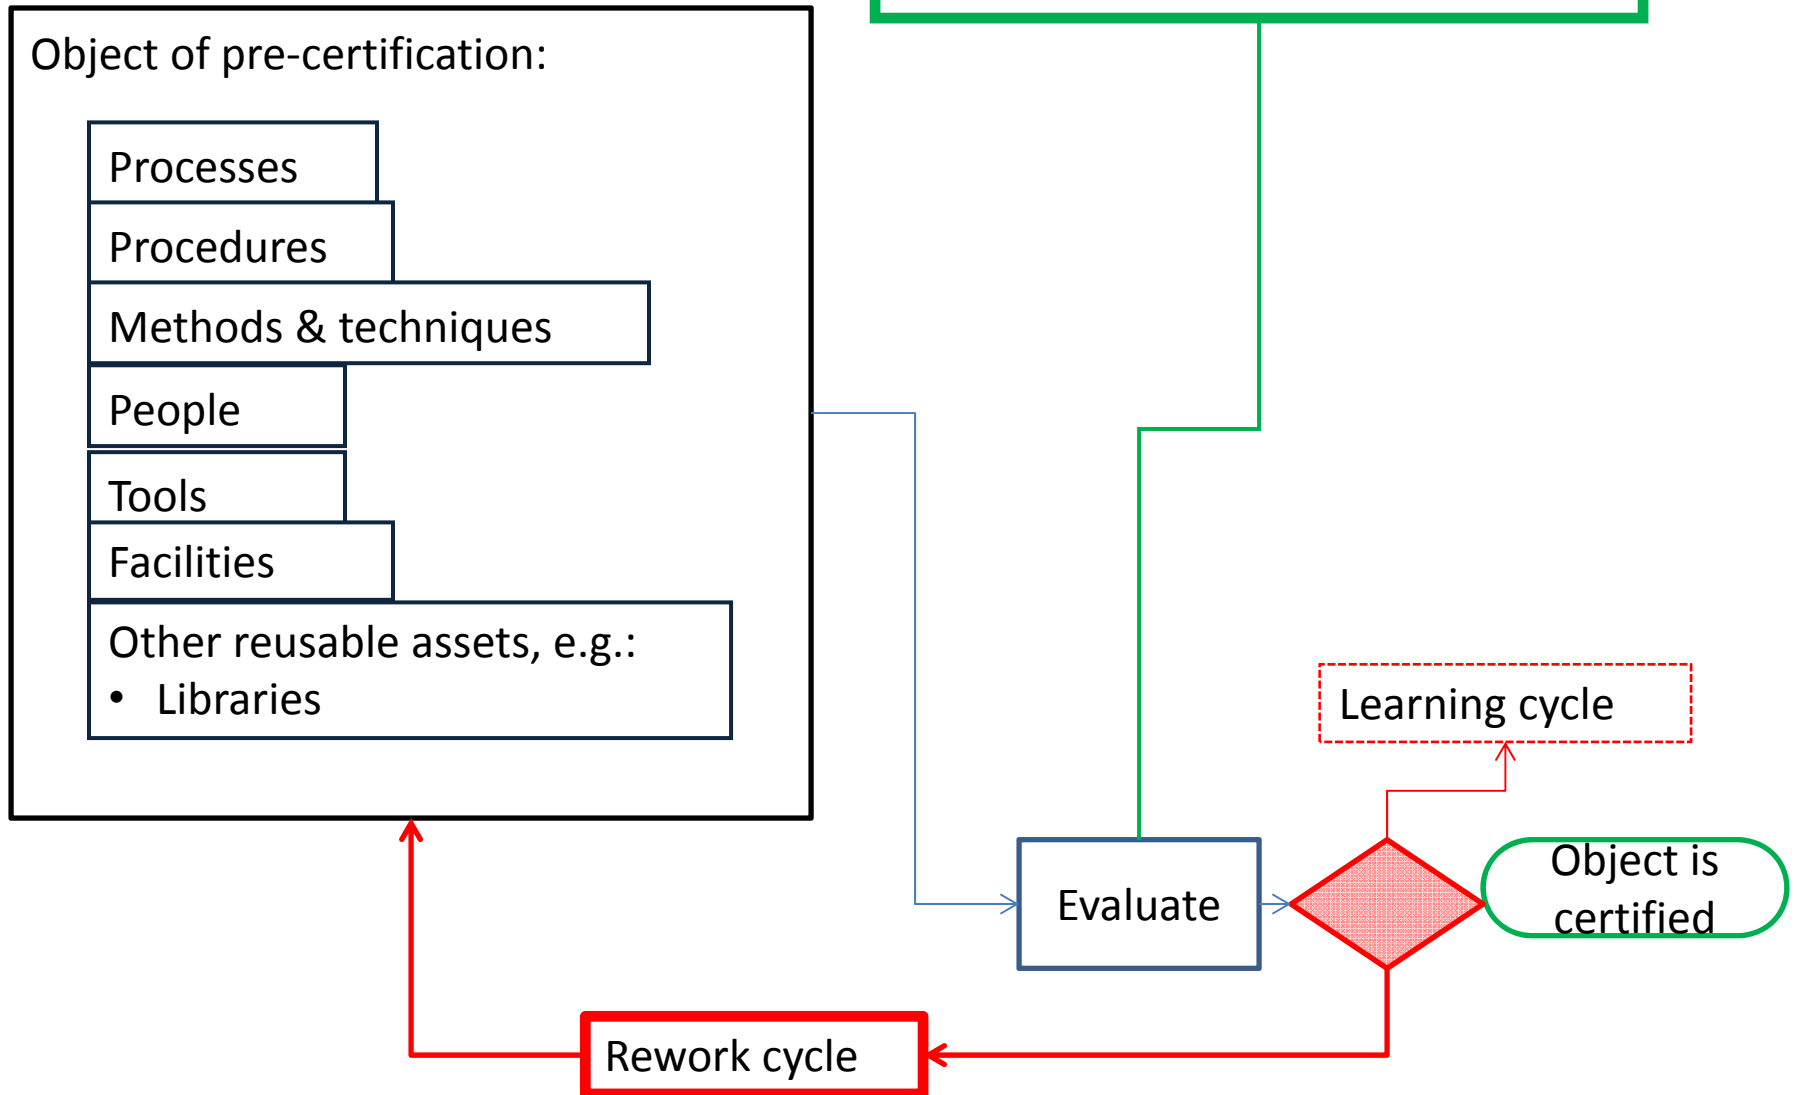 Object of pre-certification:
Processes
Procedures
Methods & techniques
People
Tools
Facilities
Other reusable assets, e.g.:
• Libraries
Learning cycle
Evaluate
Object is
certified
Rework cycle